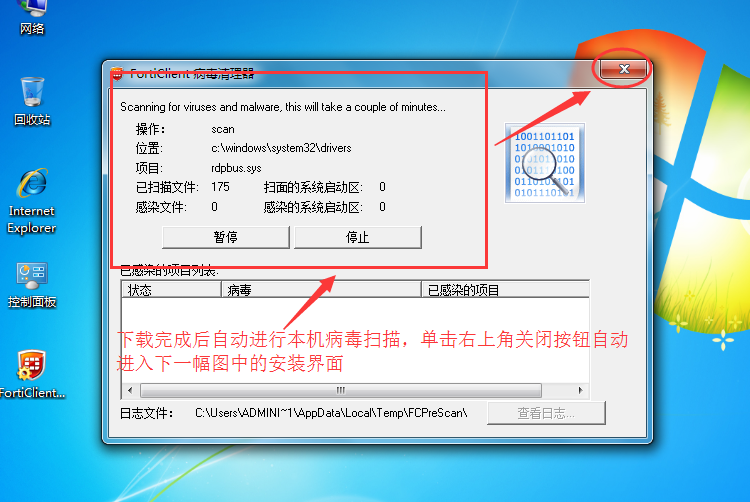 网络
回收站
Internet
Explorer
控制面板
FortiClient...
FortiClient 病毒清理器
Scanning for viruses and malware, this will take a couple of minutes...
操作: scan
位置: c:\windows\system32\drivers
项目: rdpbus.sys
已扫描文件: 175 扫面的系统启动区: 0
感染文件: 0 感染的系统启动区: 0
暂停 停止
1001101101
1010001010
已感染的项目列表:
状态 病毒 已感染的项目
下载完成后自动进行本机病毒扫描，单击右上角关闭按钮自动
进入下一幅图中的安装界面
日志文件: C:\Users\ADMINI~1\AppData\Local\Temp\FCPreScan\ 查看日志...